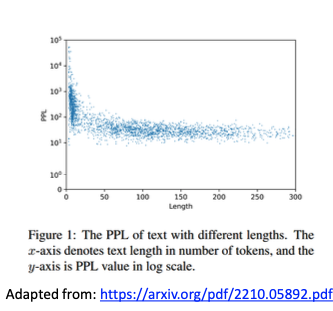 10⁵
10⁴
10³
10²
10¹
10⁰
0
PPL
0 50 100 150 200 250 300
Length
Figure 1: The PPL of text with different lengths. The
x-axis denotes text length in number of tokens, and the
y-axis is PPL value in log scale.
Adapted from: https://arxiv.org/pdf/2210.05892.pdf